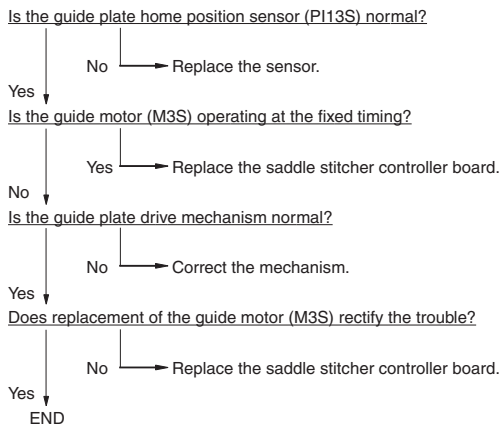 Is the guide plate home position sensor (PI13S) normal?
No Replace the sensor.
Yes
Is the guide motor (M3S) operating at the fixed timing?
Yes Replace the saddle stitcher controller board.
No
Is the guide plate drive mechanism normal?
No Correct the mechanism.
Yes
Does replacement of the guide motor (M3S) rectify the trouble?
No Replace the saddle stitcher controller board.
Yes
END